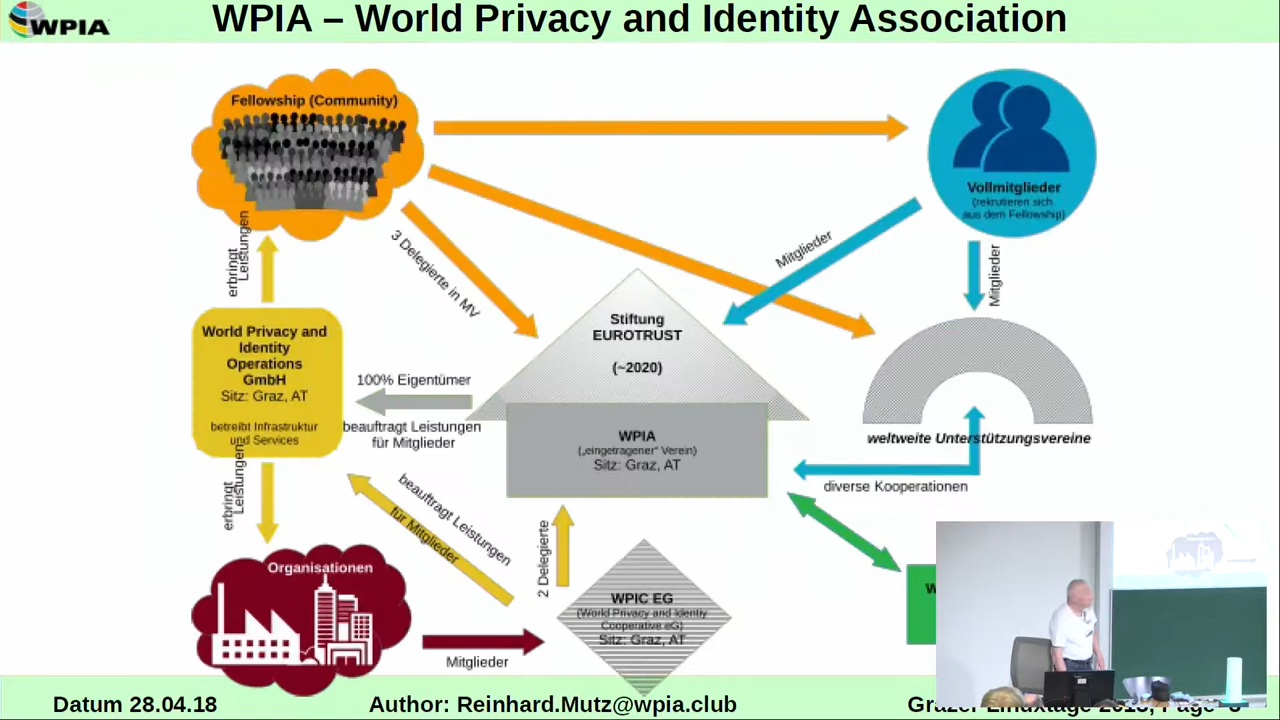 WPIA
WPIA – World Privacy and Identity Association
Fellowship (Community)
Vollmitglieder
(rekrutieren sich
aus dem Fellowship)
erbringt
Leistungen
3 Delegierte in MV
Mitglieder
Mitglieder
World Privacy and
Identity
Operations
GmbH
Sitz: Graz, AT
betreibt Infrastruktur
und Services
100% Eigentümer
beauftragt Leistungen
für Mitglieder
Stiftung
EUROTRUST
(~2020)
WPIA
(„eingetragener" Verein)
Sitz: Graz, AT
weltweite Unterstützungsvereine
diverse Kooperationen
erbringt
Leistungen
beauftragt Leistungen
für Mitglieder
2 Delegierte
Organisationen
Mitglieder
WPIC EG
(World Privacy and Identiy
Cooperative eG)
Sitz: Graz, AT
W
Datum 28.04.18
Author: Reinhard.Mutz@wpia.club
Grazer Linuxtage